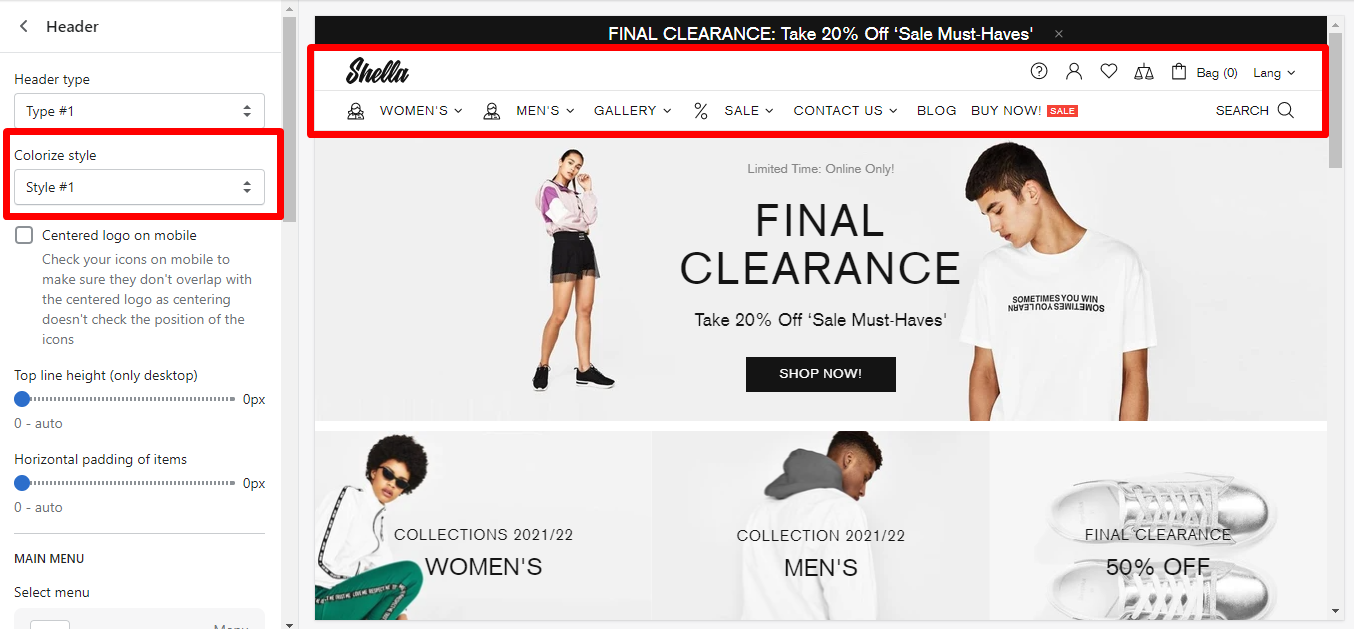 Header
Header type
Type #1
Colorize style
Style #1
Centered logo on mobile
Check your icons on mobile to
make sure they don't overlap with
the centered logo as centering
doesn't check the position of the
icons
Top line height (only desktop)
0px
0 - auto
Horizontal padding of items
0px
0 - auto
MAIN MENU
Select menu
Menu
FINAL CLEARANCE: Take 20% Off ‘Sale Must-Haves' ×
Shella
Bag (0) Lang
WOMEN'S MEN'S GALLERY % SALE CONTACT US BLOG BUY NOW! SALE SEARCH
Limited Time: Online Only!
FINAL
CLEARANCE
Take 20% Off ‘Sale Must-Haves'
SHOP NOW!
SOMETIMES YOU WIN
SOMETIMES YOU LEARN
COLLECTIONS 2021/22
WOMEN'S
COLLECTION 2021/22
MEN'S
FINAL CLEARANCE
50% OFF